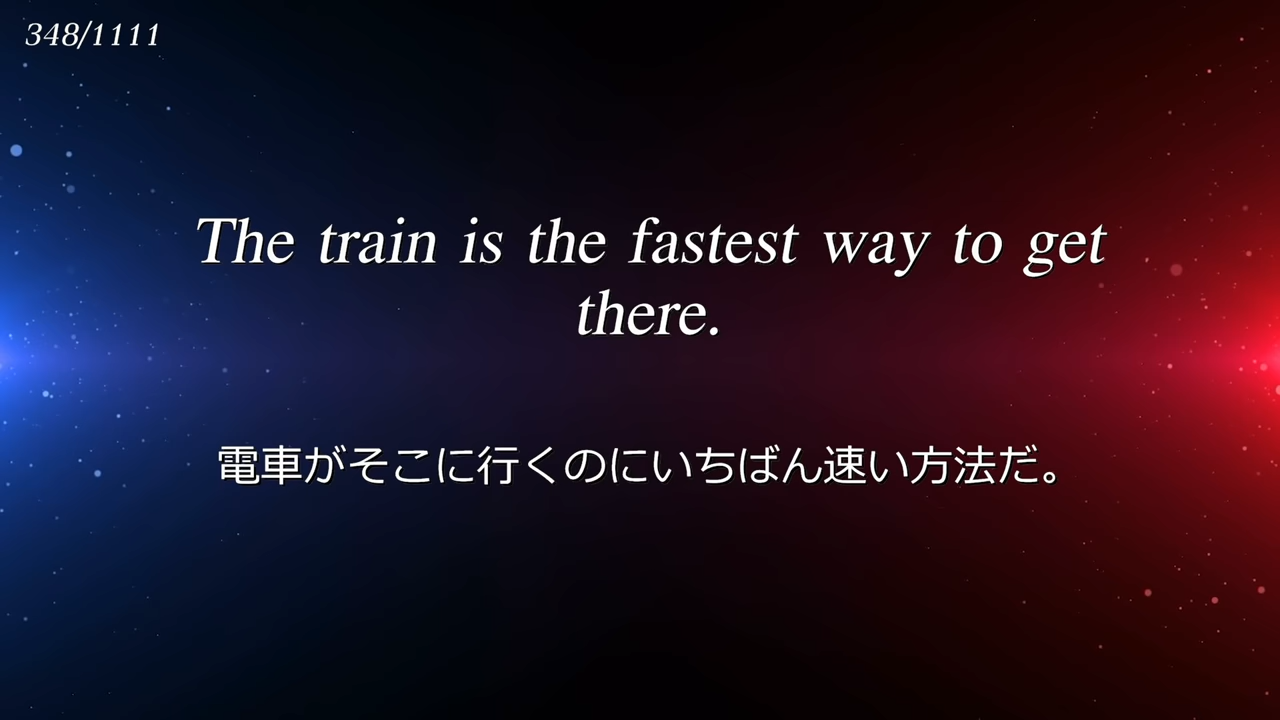 348/1111
The train is the fastest way to get
there.
電車がそこに行くのにいちばん速い方法だ。